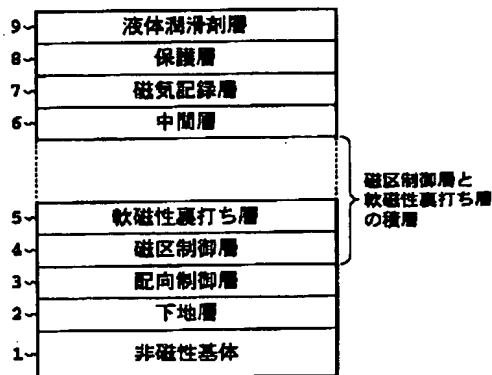 9 液体潤滑剤層
8 保護層
7 磁気記録層
6 中間層
磁区制御層と
軟磁性裏打ち層
の積層
5 軟磁性裏打ち層
4 磁区制御層
3 配向制御層
2 下地層
1 非磁性基体